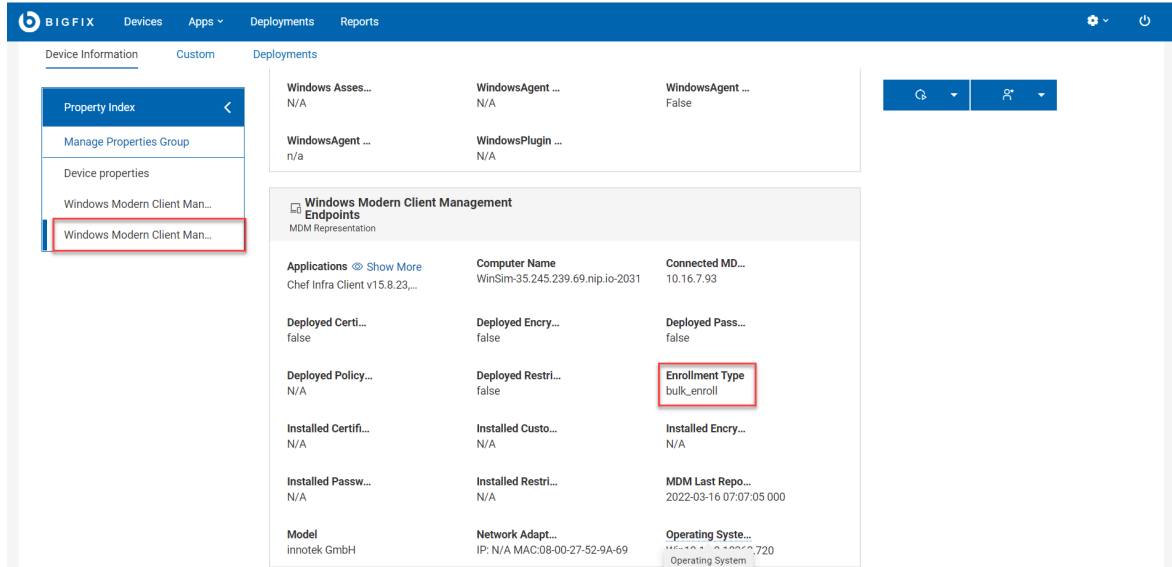 BIGFIX Devices Apps Deployments Reports
Device Information Custom Deployments
Property Index
Manage Properties Group
Device properties
Windows Modern Client Man...
Windows Modern Client Man...
Windows Asses... WindowsAgent ... WindowsAgent ...
N/A N/A False
WindowsAgent ... WindowsPlugin ...
n/a N/A
Windows Modern Client Management
Endpoints
MDM Representation
Applications Show More Computer Name Connected MD...
Chef Infra Client v15.8.23,... WinSim-35.245.239.69.nip.io-2031 10.16.7.93
Deployed Certi... Deployed Encry... Deployed Pass...
false false false
Deployed Policy... Deployed Restri... Enrollment Type
N/A false bulk_enroll
Installed Certifi... Installed Custo... Installed Encry...
N/A N/A N/A
Installed Passw... Installed Restri... MDM Last Repo...
N/A N/A 2022-03-16 07:07:05 000
Model Network Adapt... Operating Syste...
innotek GmbH IP: N/A MAC:08-00-27-52-9A-69
Operating System